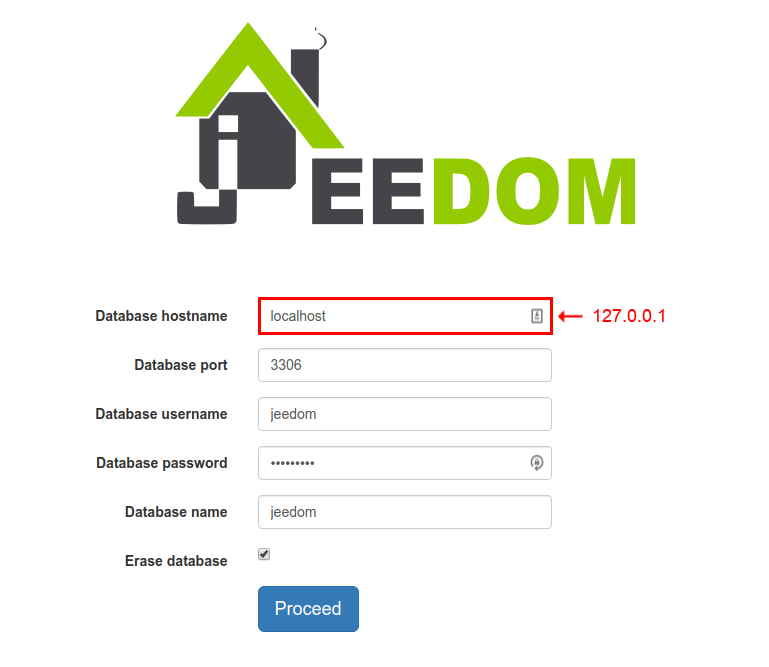 jEEDOM
Database hostname localhost 127.0.0.1
Database port 3306
Database username jeedom
Database password •••••••••
Database name jeedom
Erase database
Proceed